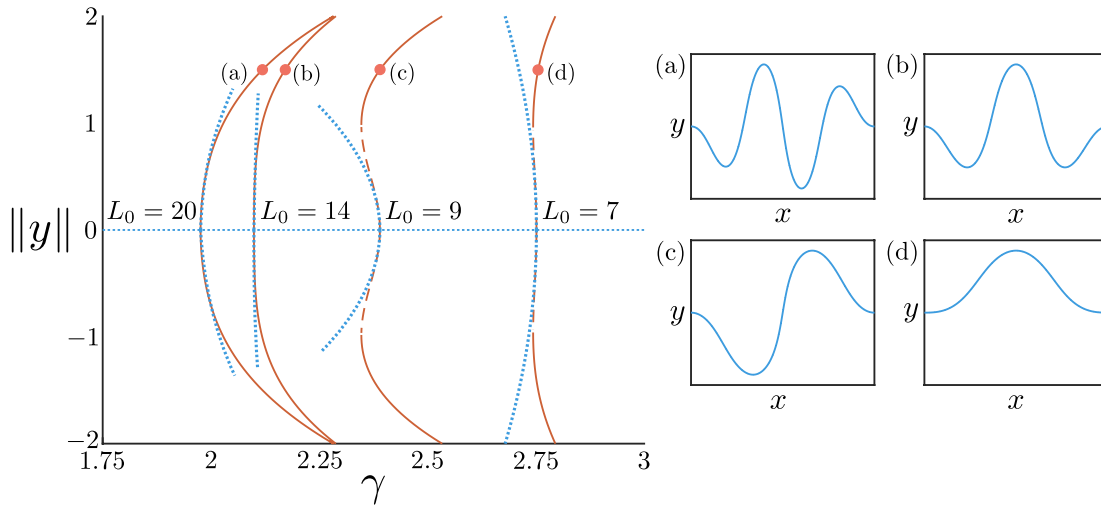 2
(a)
(b)
(c)
(d)
1
‖y‖
0
L₀ = 20
L₀ = 14
L₀ = 9
L₀ = 7
−1
−2
1.75
2
2.25
2.5
2.75
3
γ
(a)
y
x
(b)
y
x
(c)
y
x
(d)
y
x